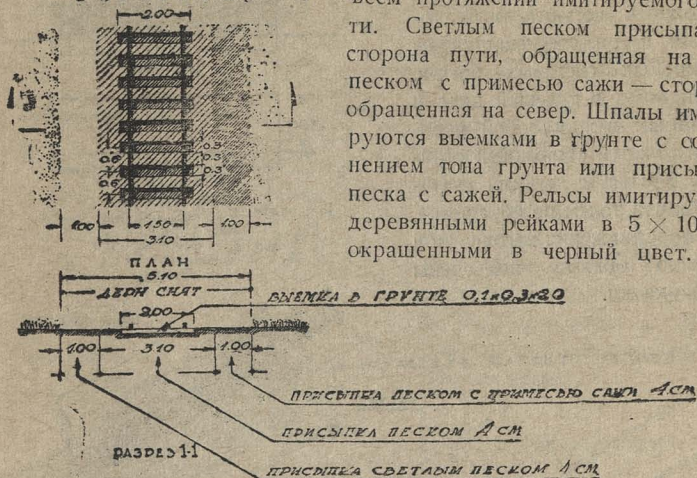 всем протяжении имитируемого
ти. Светлым песком присыпа
сторона пути, обращенная на
песком с примесью сажи — стор
обращенная на север. Шпалы им
руются выемками в грунте с со
нением тона грунта или присы
песка с сажей. Рельсы имитиру
деревянными рейками в 5 × 10
окрашенными в черный цвет.
2.00
1.00 1.50 1.00
3.10
ПЛАН
5.10
ДЕРН СНЯТ
ВЫЕМКА В ГРУНТЕ 0,1×0,3×2,0
2.00
1.00 3.10 1.00
ПРИСЫПКА ПЕСКОМ С ПРИМЕСЬЮ САЖИ 1 СМ
ПРИСЫПКА ПЕСКОМ 1 СМ
РАЗРЕЗ 1-1
ПРИСЫПКА СВЕТЛЫМ ПЕСКОМ 1 СМ